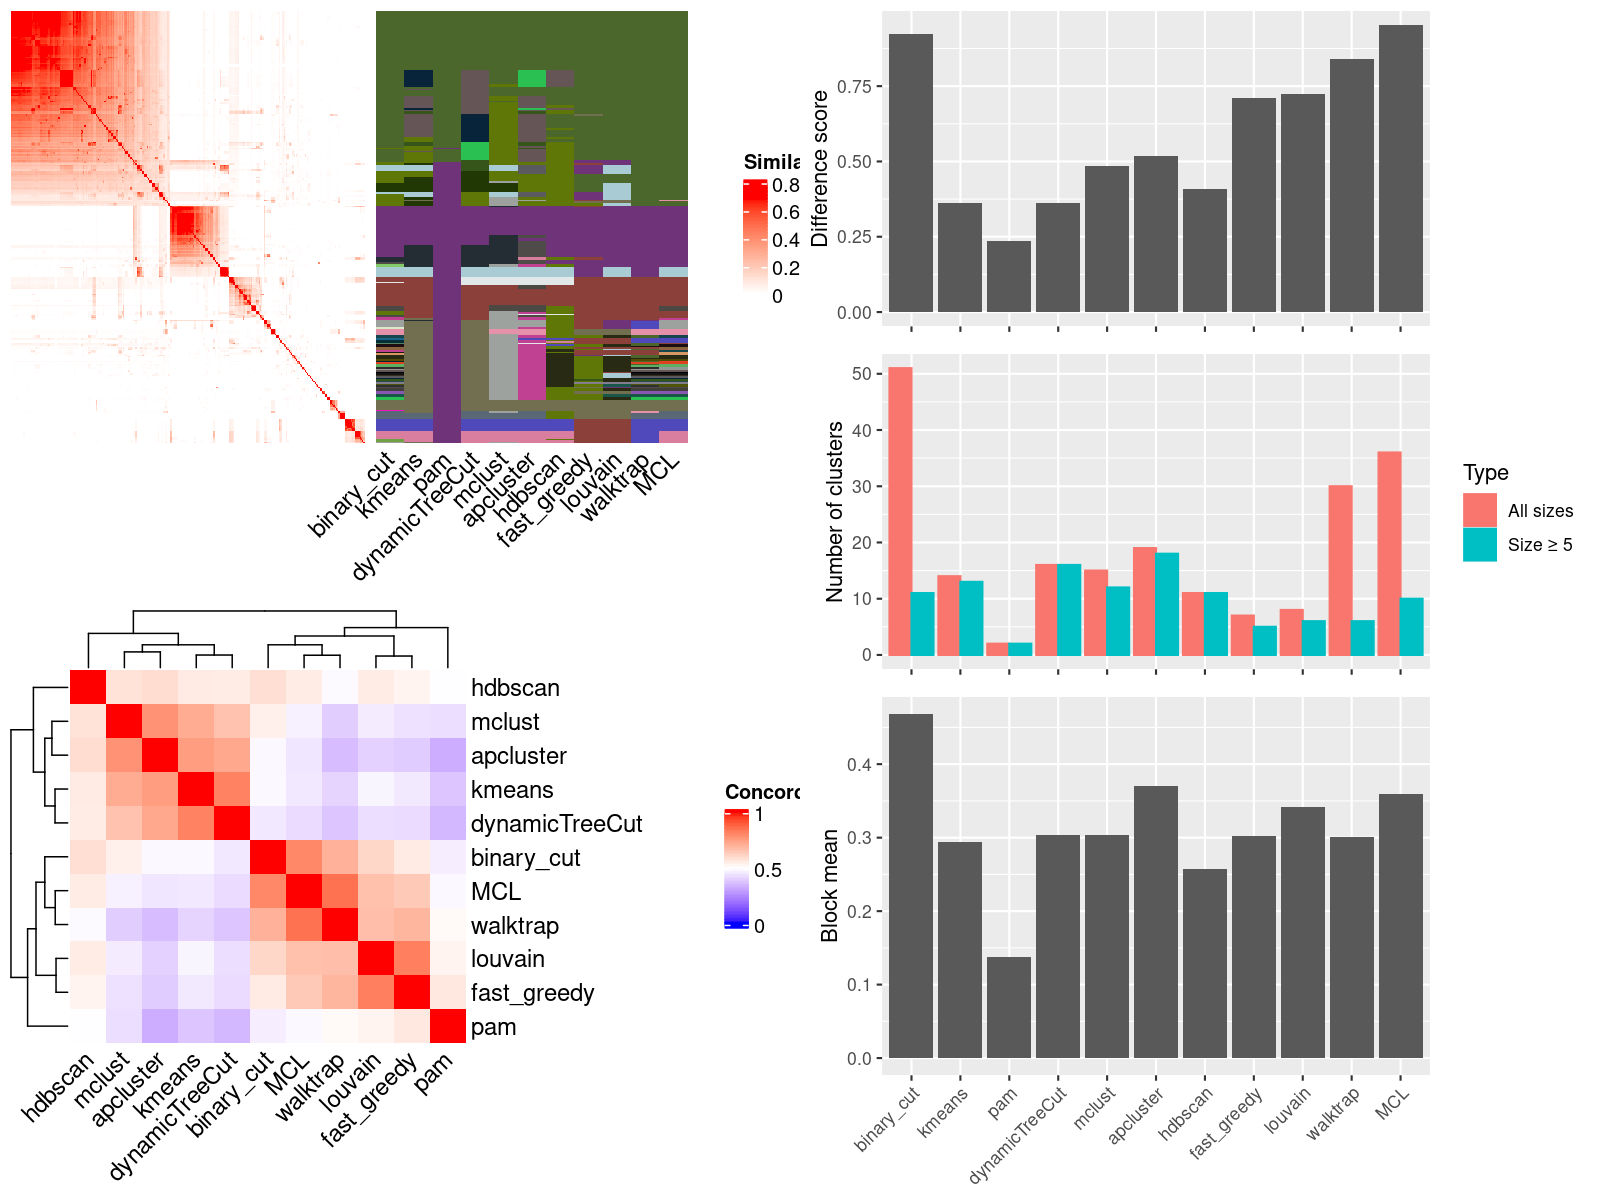 Simila
0.8
0.6
0.4
0.2
0
binary_cut
kmeans
pam
dynamicTreeCut
mclust
apcluster
hdbscan
fast_greedy
louvain
walktrap
MCL
Difference score
0.75
0.50
0.25
0.00
Number of clusters
50
40
30
20
10
0
Type
All sizes
Size ≥ 5
hdbscan
mclust
apcluster
kmeans
dynamicTreeCut
binary_cut
MCL
walktrap
louvain
fast_greedy
pam
hdbscan
mclust
apcluster
kmeans
dynamicTreeCut
binary_cut
MCL
walktrap
louvain
fast_greedy
pam
Concord
1
0.5
0
Block mean
0.4
0.3
0.2
0.1
0.0
binary_cut
kmeans
pam
dynamicTreeCut
mclust
apcluster
hdbscan
fast_greedy
louvain
walktrap
MCL